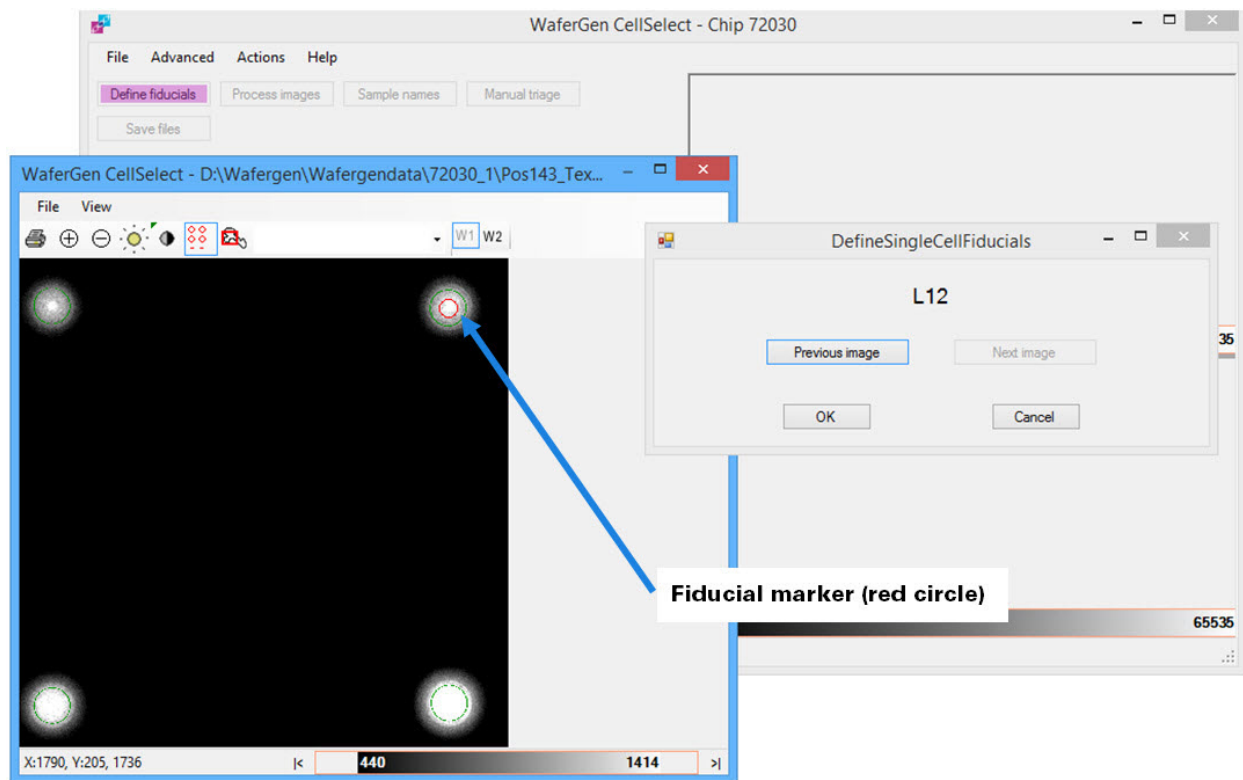 WaferGen CellSelect - Chip 72030
File Advanced Actions Help
Define fiducials Process images Sample names Manual triage
Save files
WaferGen CellSelect - D:\Wafergen\Wafergendata\72030_1\Pos143_Tex...
File View
W1 W2
DefineSingleCellFiducials
L12
Previous image Next image
OK Cancel
35
Fiducial marker (red circle)
65535
X:1790, Y:205, 1736 |< 440 1414 >|